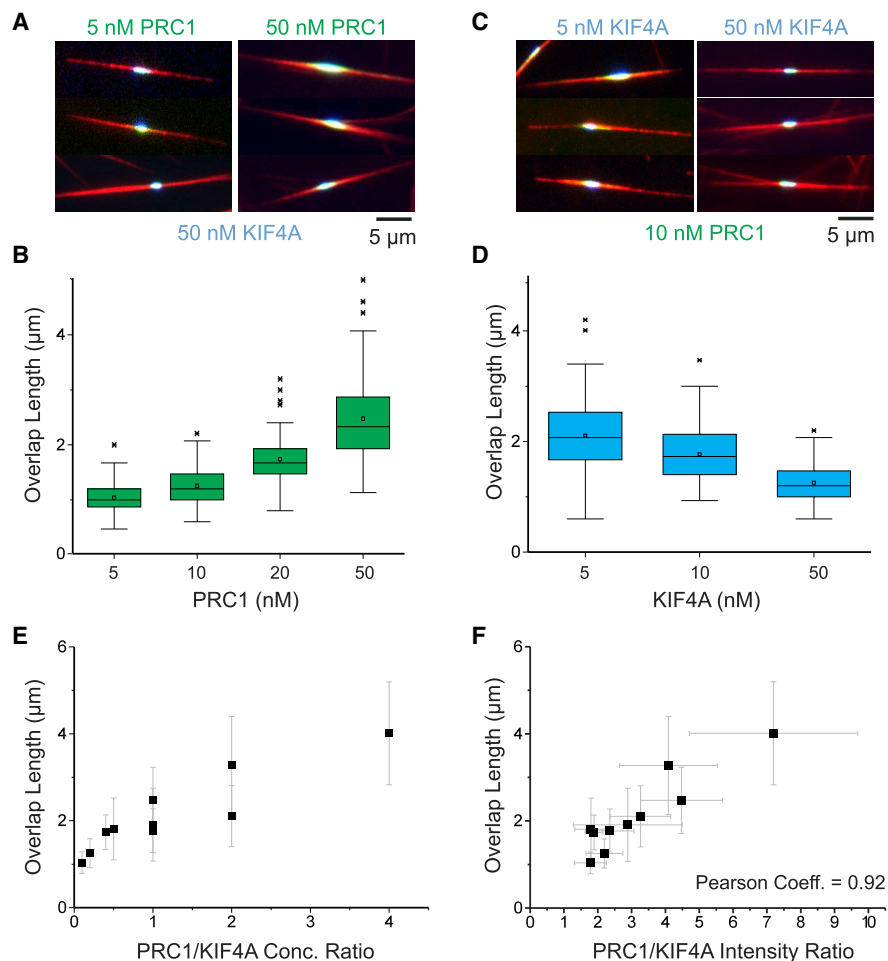 A
5 nM PRC1
50 nM PRC1
50 nM KIF4A
5 µm
C
5 nM KIF4A
50 nM KIF4A
10 nM PRC1
5 µm
B
Overlap Length (µm)
4
2
0
5 10 20 50
PRC1 (nM)
D
Overlap Length (µm)
4
2
0
5 10 50
KIF4A (nM)
E
Overlap Length (µm)
6
4
2
0
0 1 2 3 4
PRC1/KIF4A Conc. Ratio
F
Overlap Length (µm)
6
4
2
0
Pearson Coeff. = 0.92
0 1 2 3 4 5 6 7 8 9 10
PRC1/KIF4A Intensity Ratio